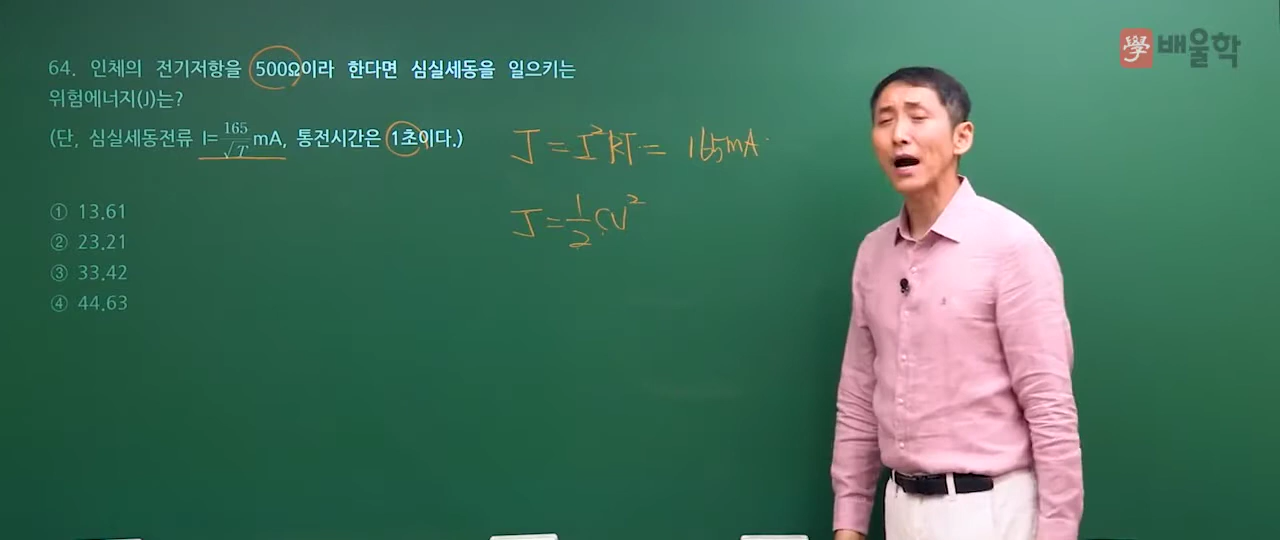 學 배울학
64. 인체의 전기저항을 500Ω이라 한다면 심실세동을 일으키는
위험에너지(J)는?
(단, 심실세동전류 I=165/√T mA, 통전시간은 1초이다.)
① 13.61
② 23.21
③ 33.42
④ 44.63
J = I²RT = 165mA
J = 1/2 CV²